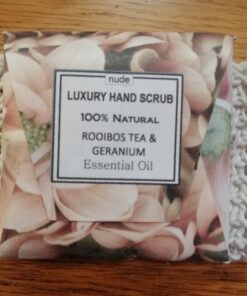 nude
LUXURY HAND SCRUB
100% NATURAL
ROOIBOS TEA &
GERANIUM
Essential Oil